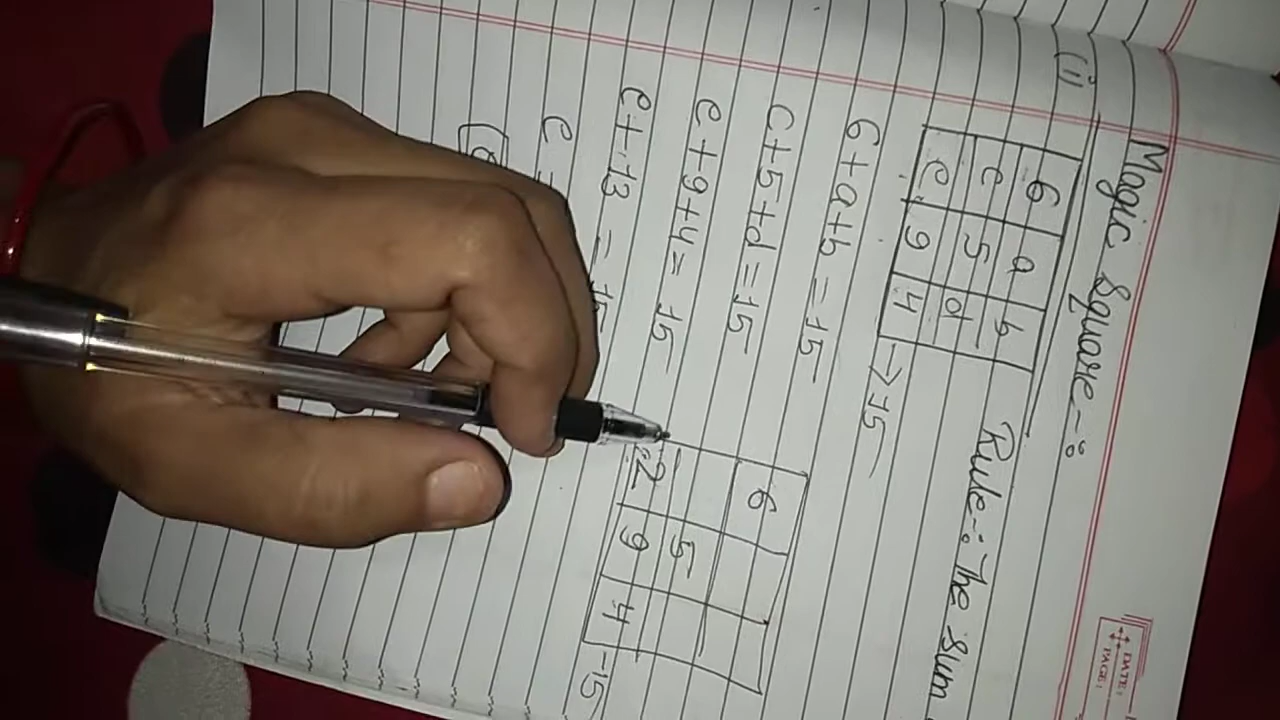 DATE:
PAGE:
Magic Square :-
(i)
Rule :- The Sum
6 a b
c 5 d
e 9 4 → 15
6 + a + b = 15
c + 5 + d = 15
e + 9 + 4 = 15
e + 13 = 15
e =
6
5
2 9 4 - 15